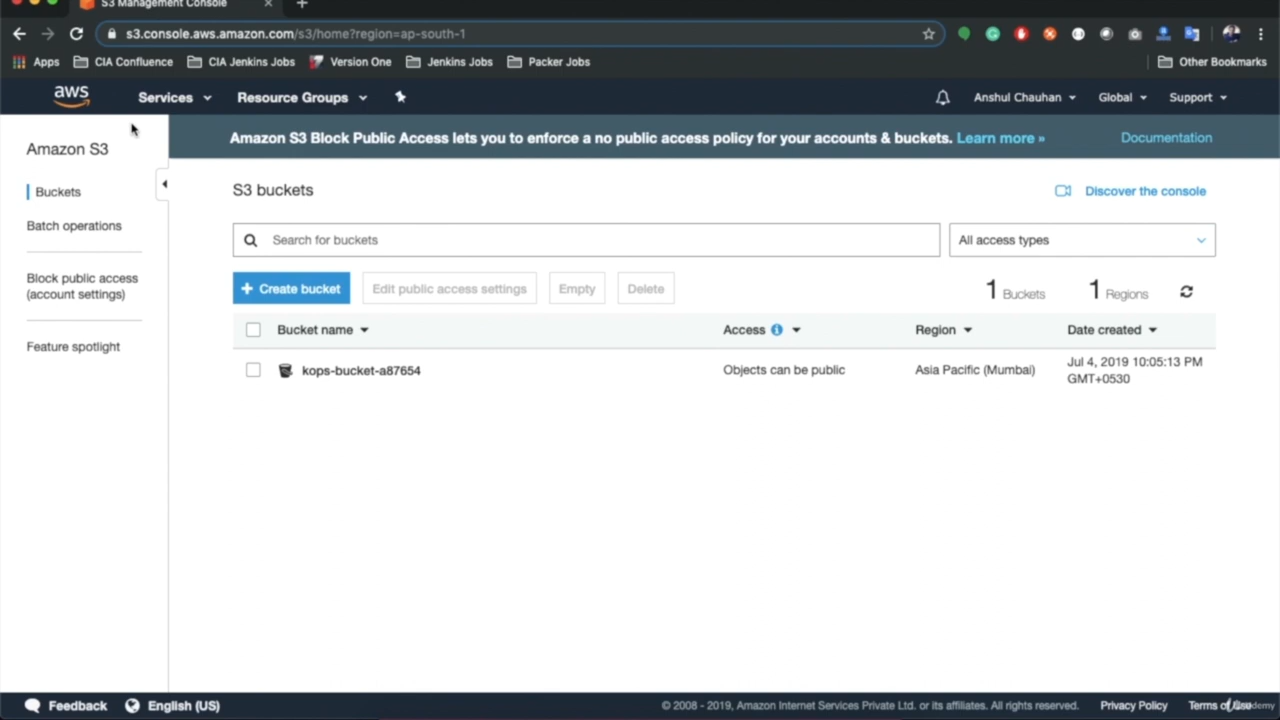 S3 Management Console
s3.console.aws.amazon.com/s3/home?region=ap-south-1
Apps CIA Confluence CIA Jenkins Jobs Version One Jenkins Jobs Packer Jobs Other Bookmarks
aws Services Resource Groups Anshul Chauhan Global Support
Amazon S3 Block Public Access lets you to enforce a no public access policy for your accounts & buckets. Learn more » Documentation
Amazon S3
Buckets
Batch operations
Block public access
(account settings)
Feature spotlight
S3 buckets Discover the console
Search for buckets All access types
+ Create bucket Edit public access settings Empty Delete 1 Buckets 1 Regions
Bucket name Access Region Date created
kops-bucket-a87654 Objects can be public Asia Pacific (Mumbai) Jul 4, 2019 10:05:13 PM
GMT+0530
Feedback English (US) © 2008 - 2019, Amazon Internet Services Private Ltd. or its affiliates. All rights reserved. Privacy Policy Terms of